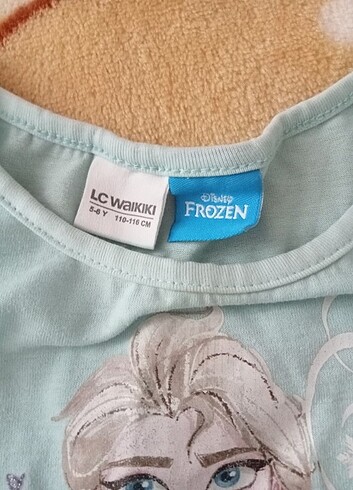 LC WAIKIKI
5-6 Y 110-116 CM
Disney
FROZEN